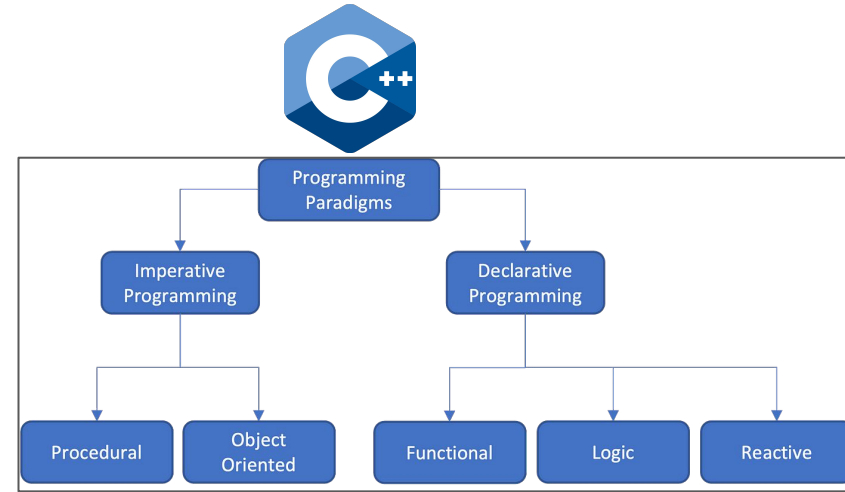 C++
Programming
Paradigms
Imperative
Programming
Declarative
Programming
Procedural
Object
Oriented
Functional
Logic
Reactive